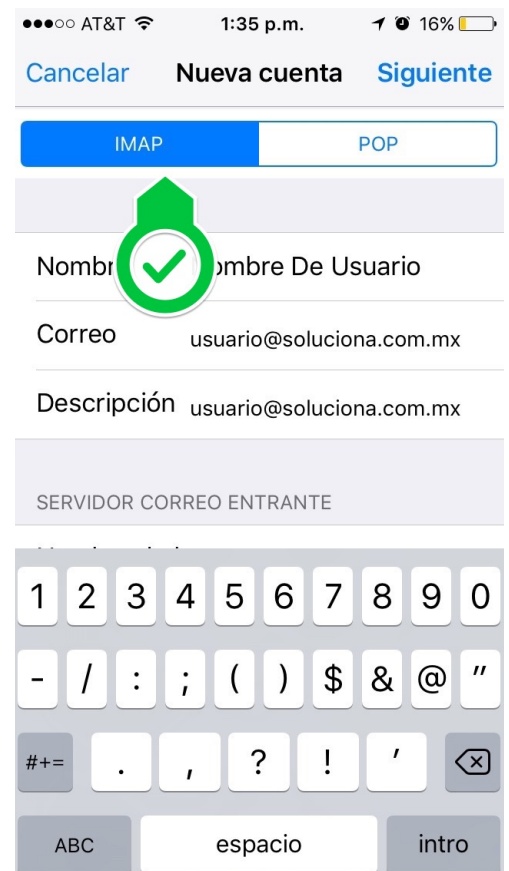 AT&T 1:35 p.m. 16%
Cancelar Nueva cuenta Siguiente
IMAP POP
De Usuario
Correo usuario@soluciona.com.mx
Descripción usuario@soluciona.com.mx
SERVIDOR CORREO ENTRANTE
1 2 3 4 5 6 7 8 9 0
- / : ; ( ) $ & @ "
#+= . , ? ! '
ABC espacio intro